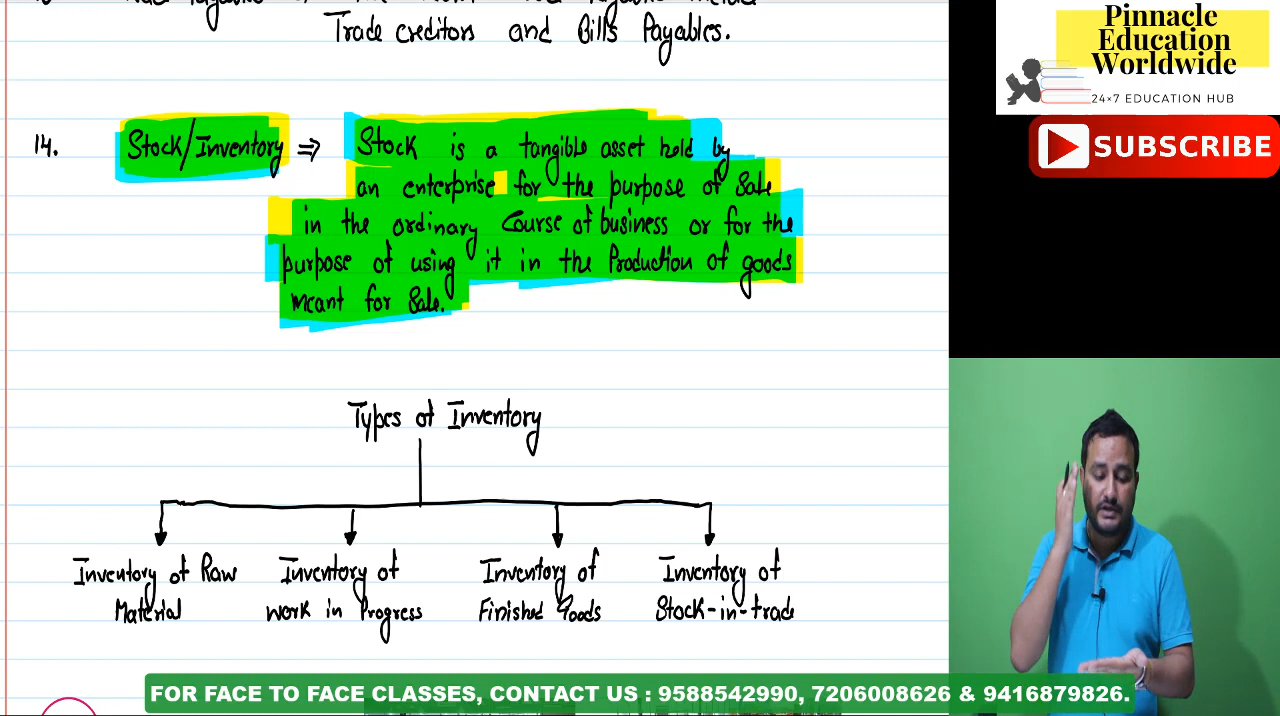 Trade creditors and Bills Payables.
14. Stock/Inventory ⇒ Stock is a tangible asset held by
an enterprise for the purpose of Sale
in the ordinary Course of business or for the
purpose of using it in the Production of goods
meant for Sale.
Types of Inventory
Inventory of Raw
Material
Inventory of
work in Progress
Inventory of
Finished Goods
Inventory of
Stock-in-trade
Pinnacle
Education
Worldwide
24×7 EDUCATION HUB
SUBSCRIBE
FOR FACE TO FACE CLASSES, CONTACT US : 9588542990, 7206008626 & 9416879826.